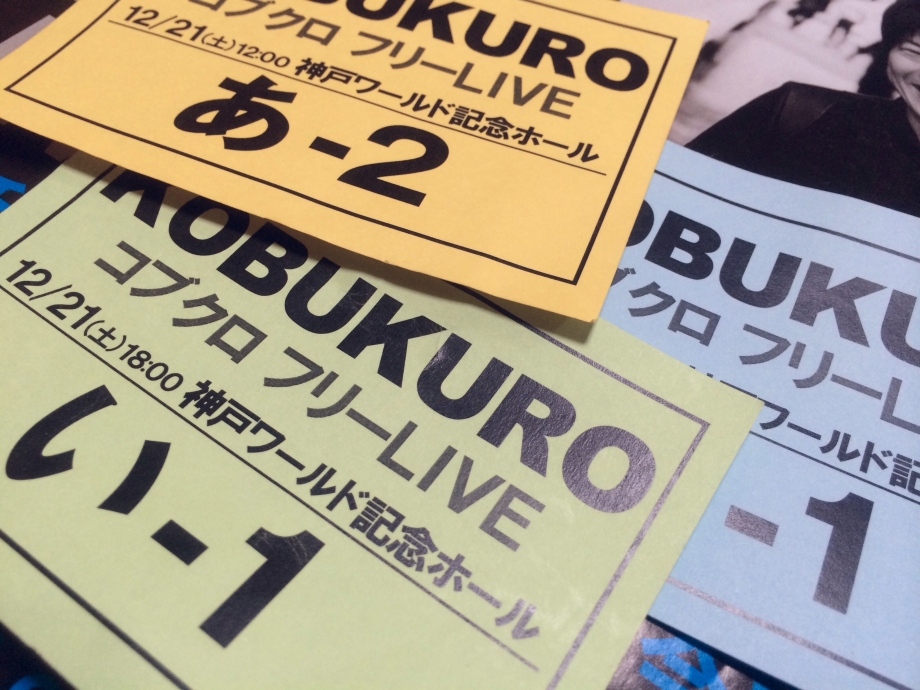 BUKURO
コブクロ フリーLIVE
12/21(土)12:00 神戸ワールド記念ホール
あ-2
KOBUKURO
コブクロ フリーLIVE
12/21(土)18:00 神戸ワールド記念ホール
い-1
OBUKU
ブクロ フリーL
ワールド記
-1